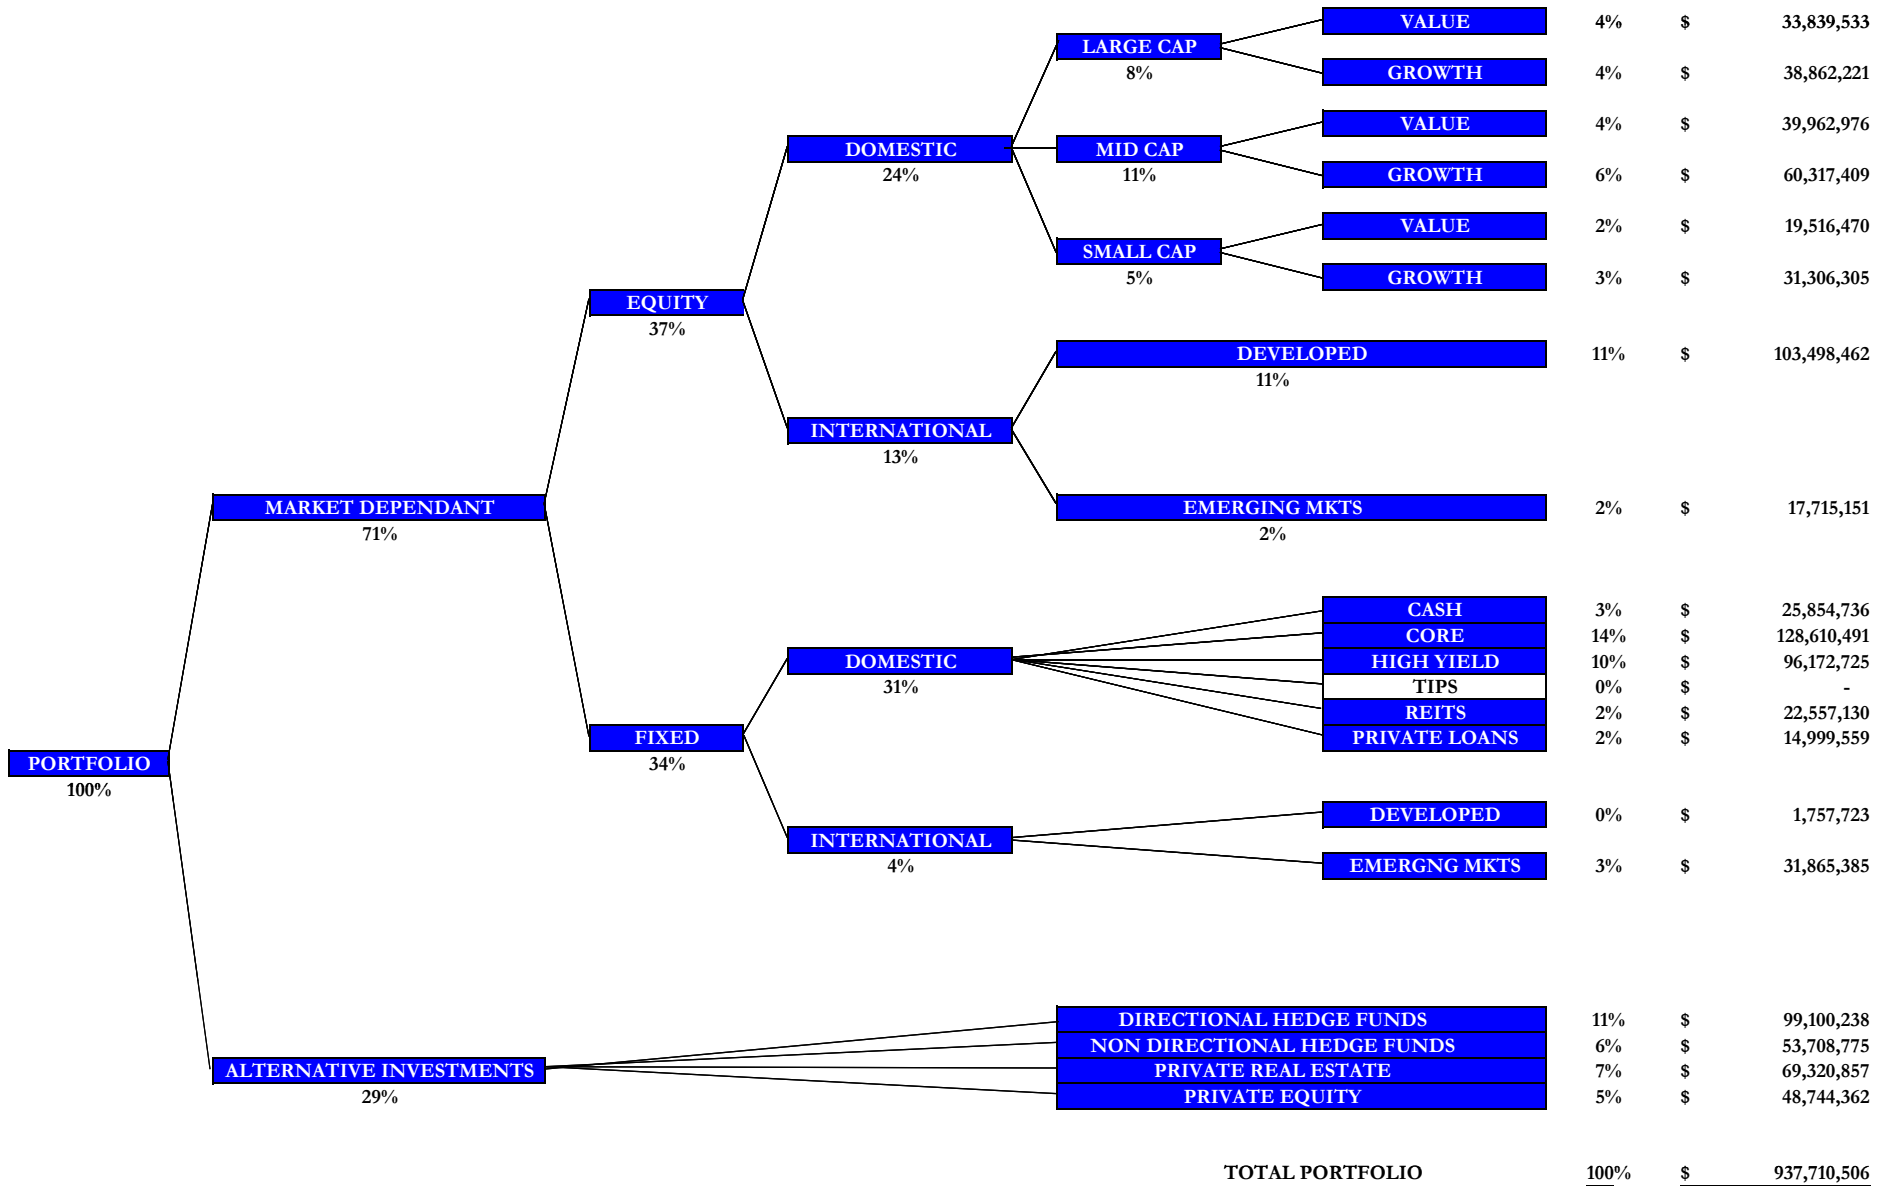 VALUE 4% $ 33,839,533
LARGE CAP
8%
GROWTH 4% $ 38,862,221
VALUE 4% $ 39,962,976
DOMESTIC MID CAP
24% 11% GROWTH 6% $ 60,317,409
VALUE 2% $ 19,516,470
SMALL CAP
5% GROWTH 3% $ 31,306,305
EQUITY
37%
DEVELOPED 11% $ 103,498,462
11%
INTERNATIONAL
13%
MARKET DEPENDANT EMERGING MKTS 2% $ 17,715,151
71% 2%
CASH 3% $ 25,854,736
CORE 14% $ 128,610,491
DOMESTIC HIGH YIELD 10% $ 96,172,725
31% TIPS 0% $ -
REITS 2% $ 22,557,130
FIXED PRIVATE LOANS 2% $ 14,999,559
PORTFOLIO 34%
100%
DEVELOPED 0% $ 1,757,723
INTERNATIONAL
4% EMERGNG MKTS 3% $ 31,865,385
DIRECTIONAL HEDGE FUNDS 11% $ 99,100,238
NON DIRECTIONAL HEDGE FUNDS 6% $ 53,708,775
ALTERNATIVE INVESTMENTS PRIVATE REAL ESTATE 7% $ 69,320,857
29% PRIVATE EQUITY 5% $ 48,744,362
TOTAL PORTFOLIO 100% $ 937,710,506